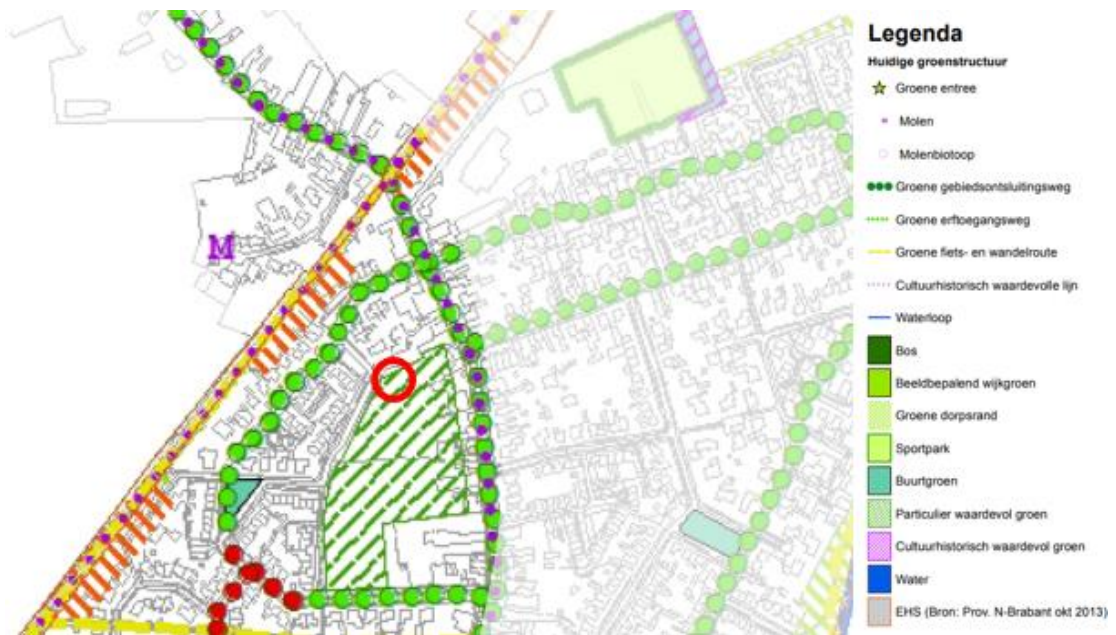 M
Legenda
Huidige groenstructuur
Groene entree
Molen
Molenbiotoop
Groene gebiedsontsluitingsweg
Groene erftoegangsweg
Groene fiets- en wandelroute
Cultuurhistorisch waardevolle lijn
Waterloop
Bos
Beeldbepalend wijkgroen
Groene dorpsrand
Sportpark
Buurtgroen
Particulier waardevol groen
Cultuurhistorisch waardevol groen
Water
EHS (Bron: Prov. N-Brabant okt 2013)